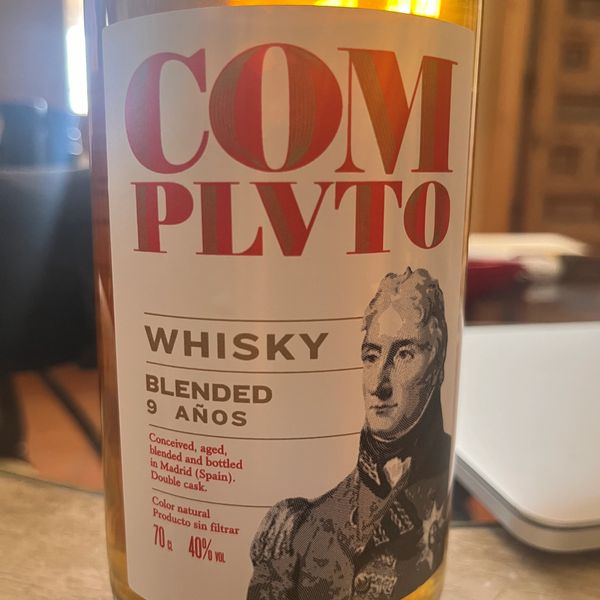 COM
PLVTO
WHISKY
BLENDED
9 AÑOS
Conceived, aged,
blended and bottled
in Madrid (Spain).
Double cask.
Color natural
Producto sin filtrar
70 CL 40% VOL